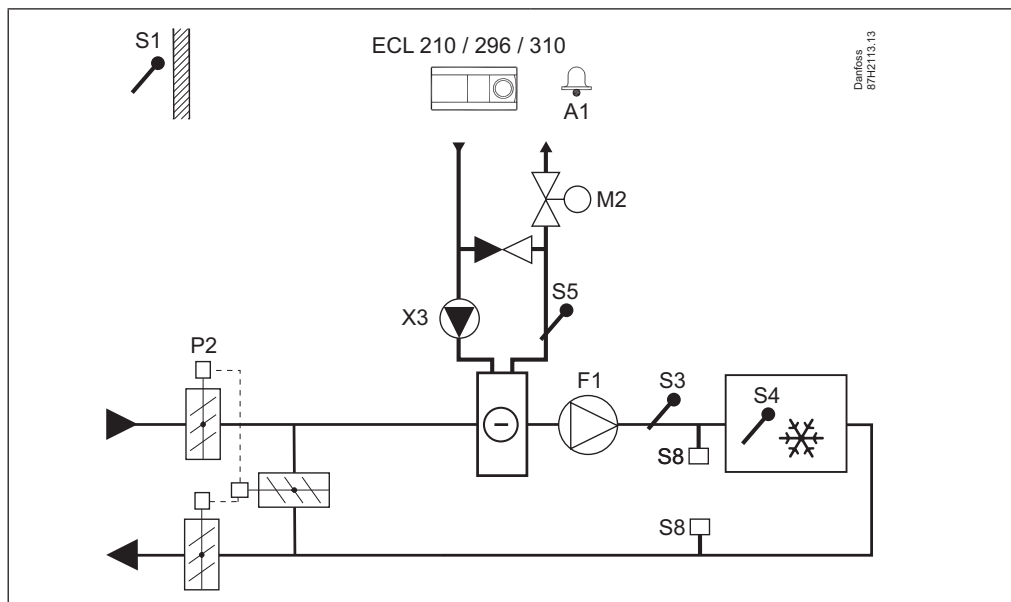 S1
ECL 210 / 296 / 310
A1
Danfoss
87H2113.13
M2
S5
X3
P2
F1
S3
S4
S8
S8